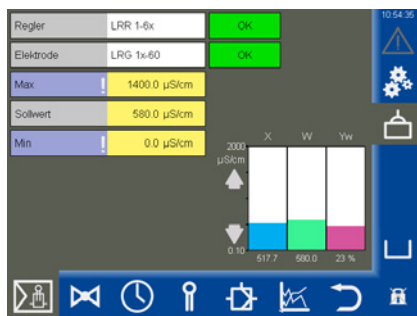 10:54:35
Regler LRR 1-6x OK
Elektrode LRG 1x-60 OK
Max ! 1400.0 µS/cm
Sollwert 580.0 µS/cm
Min ! 0.0 µS/cm
X W Yw
2000
µS/cm
0.10
517.7 580.0 23 %